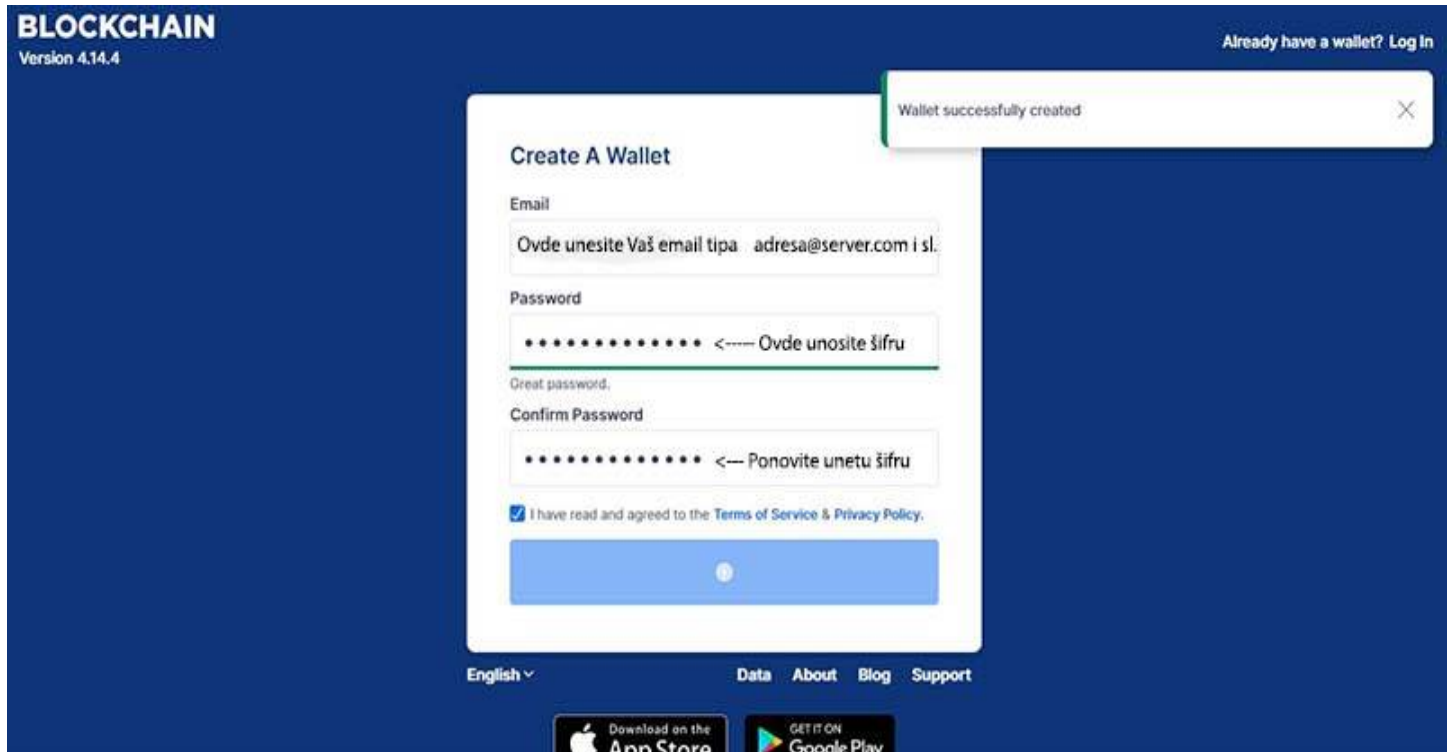 BLOCKCHAIN
Version 4.14.4
Already have a wallet? Log In
Wallet successfully created
Create A Wallet
Email
Ovde unesite Vaš email tipa adresa@server.com i sl.
Password
••••••••••••• <----- Ovde unosite šifru
Great password.
Confirm Password
••••••••••••• <--- Ponovite unetu šifru
I have read and agreed to the Terms of Service & Privacy Policy.
English
Data About Blog Support
Download on the
App Store
GET IT ON
Google Play